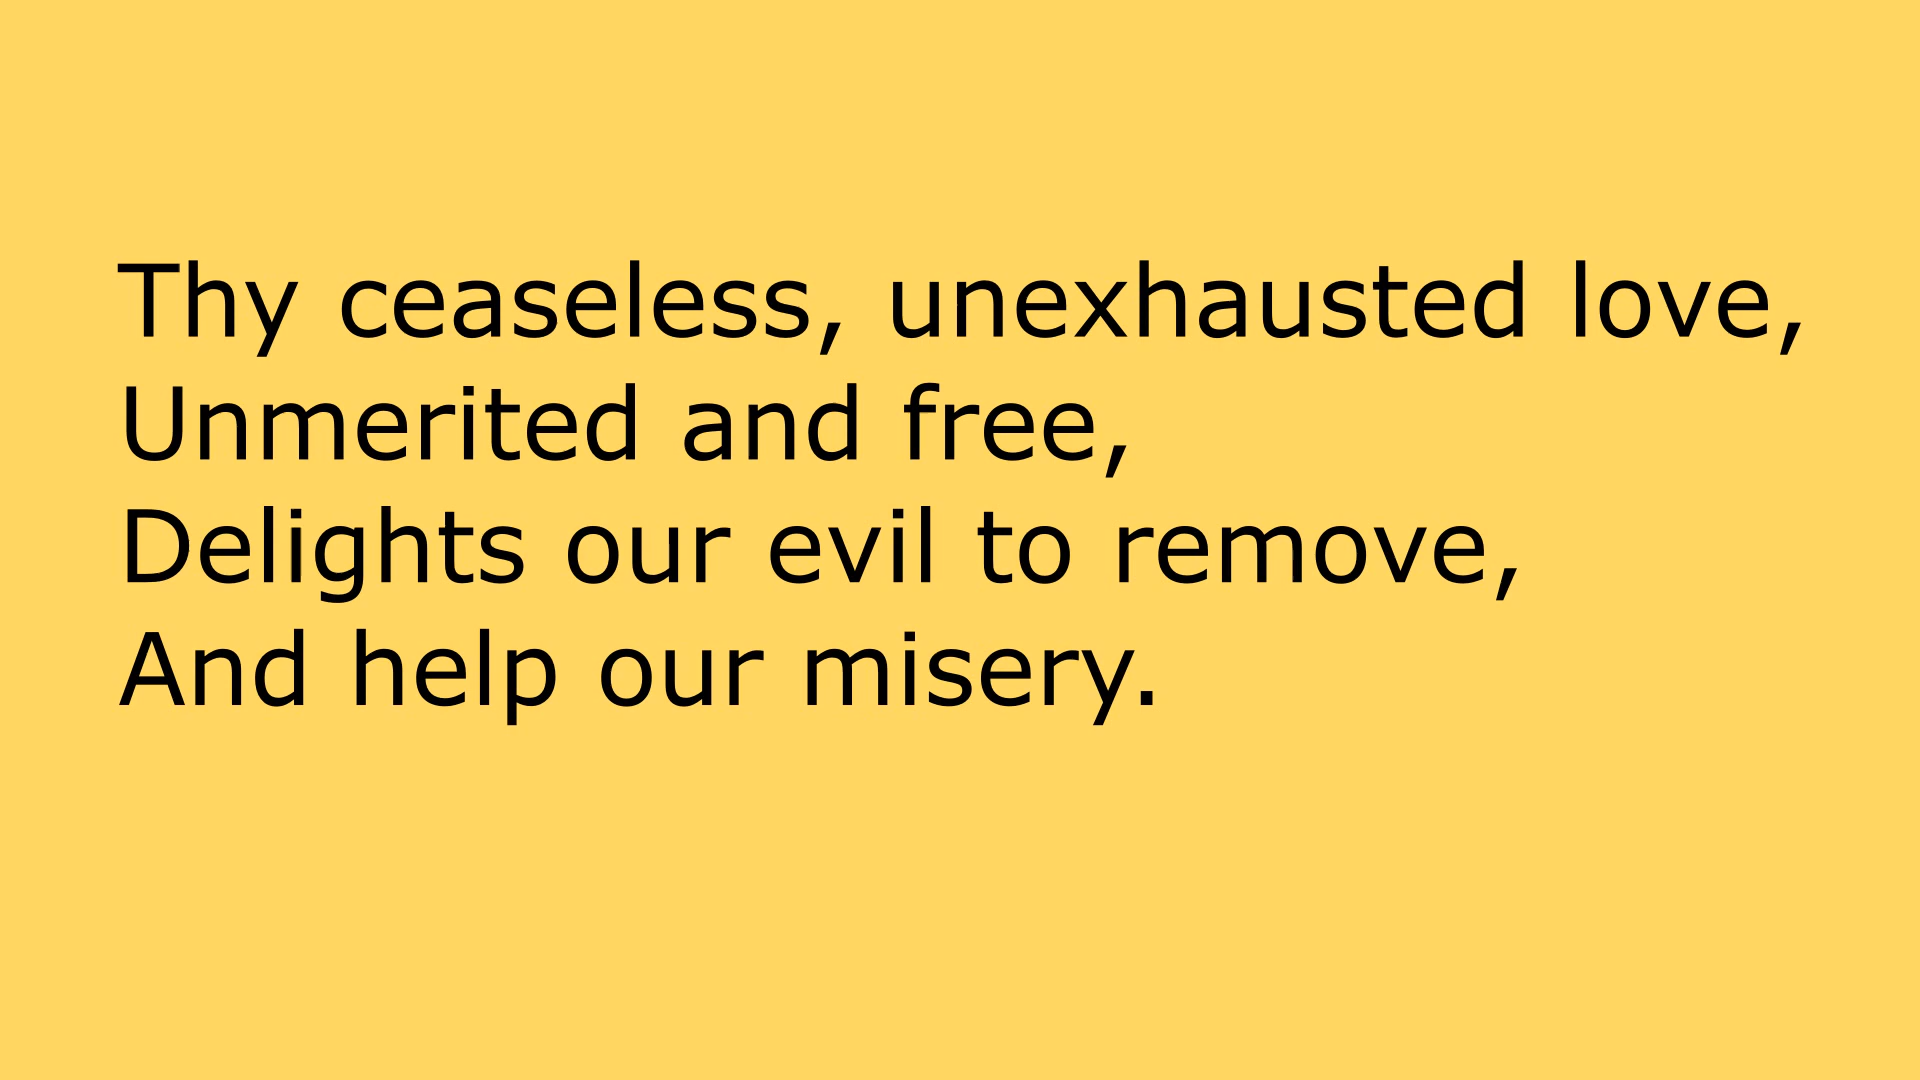 Thy ceaseless, unexhausted love,
Unmerited and free,
Delights our evil to remove,
And help our misery.